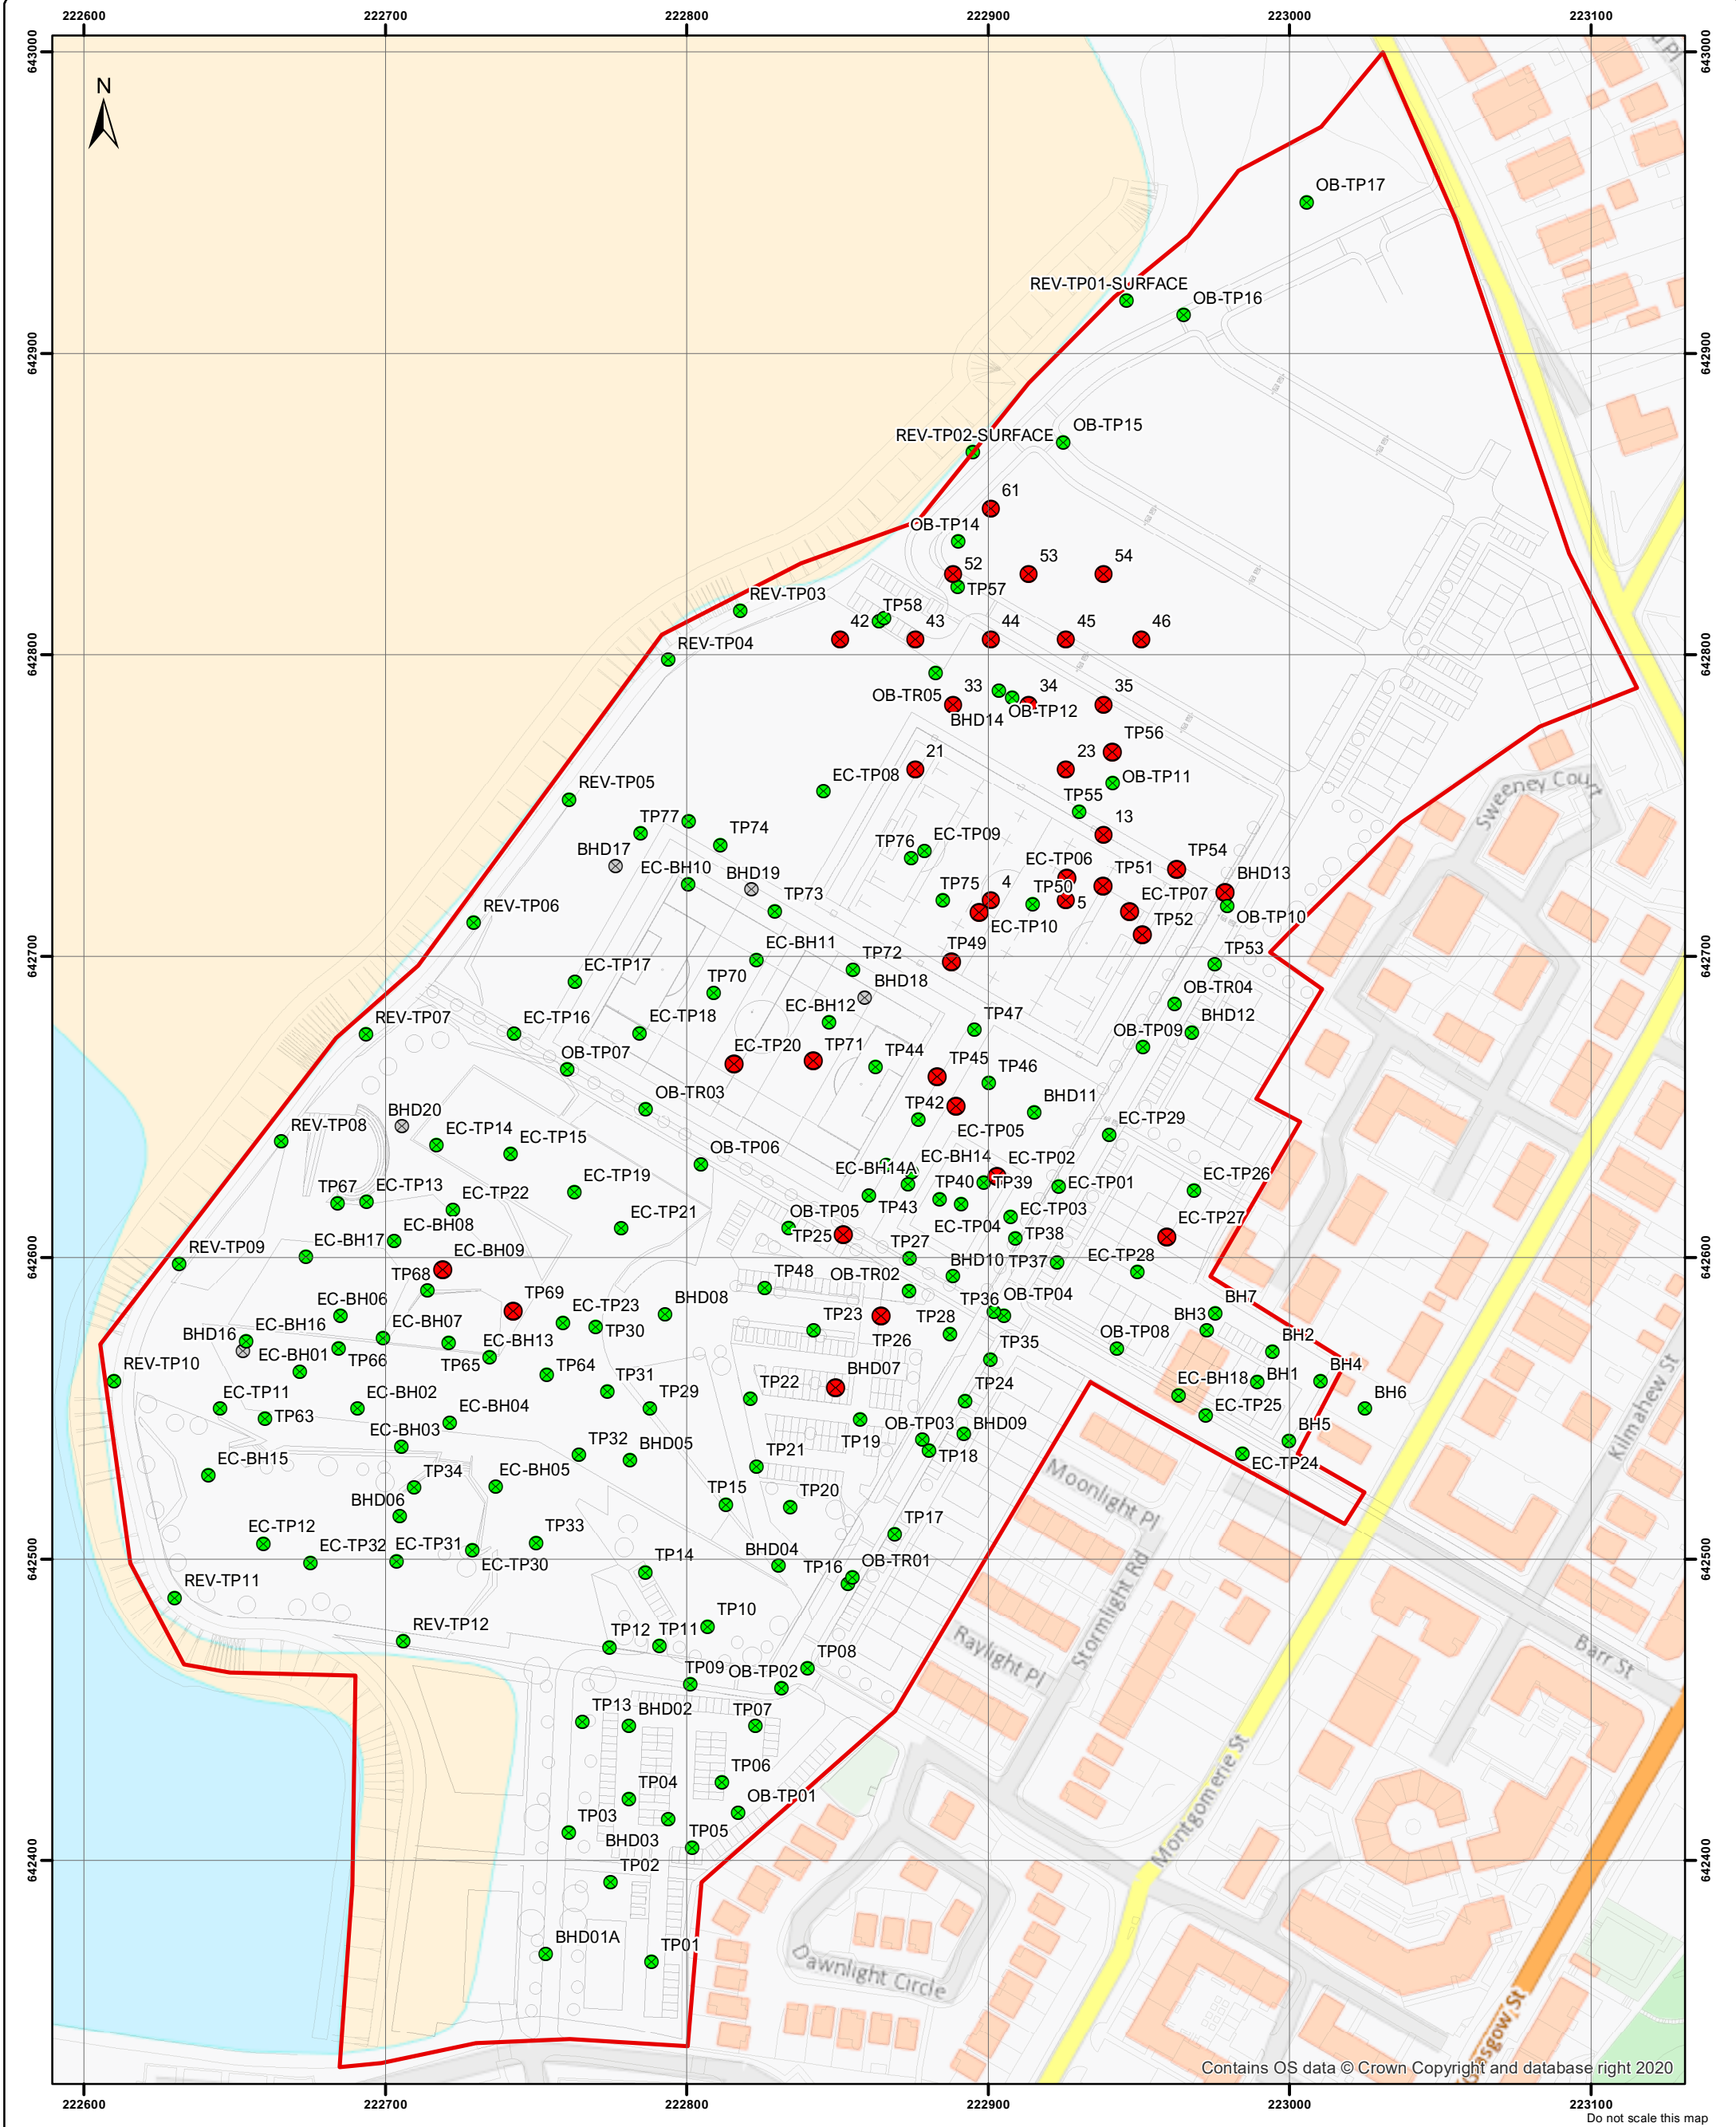 222600 222700 222800 222900 223000 223100
643000 643000
N
OB-TP17
REV-TP01-SURFACE
OB-TP16
642900 642900
OB-TP15
REV-TP02-SURFACE
61
OB-TP14
52 53 54
TP57
REV-TP03
TP58
42 43 44 45 46
642800 642800
REV-TP04
OB-TR05 33 34 35
BHD14 OB-TP12
TP56
21 23
EC-TP08 OB-TP11
REV-TP05
TP55
TP77 TP74
13
BHD17
TP76 EC-TP09
EC-BH10 BHD19
EC-TP06 TP51 TP54
BHD13
TP75 4 TP50 5 EC-TP07
TP73
REV-TP06
EC-TP10 TP52 OB-TP10
EC-BH11 TP49 TP53
642700 642700
TP72
EC-TP17 TP70 BHD18
OB-TR04
EC-BH12
REV-TP07 EC-TP16 EC-TP18 TP47 OB-TP09 BHD12
OB-TP07 EC-TP20 TP71 TP44 TP45 TP46
OB-TR03 TP42 BHD11
BHD20
EC-TP05
REV-TP08 EC-TP14 EC-TP15 EC-TP29
OB-TP06 EC-BH14A EC-BH14 EC-TP02
TP67 EC-TP13 EC-TP19 TP40 TP39 EC-TP01 EC-TP26
EC-TP22 TP43
EC-BH08 EC-TP21 OB-TP05 EC-TP04 EC-TP03
TP25 TP38 EC-TP27
EC-BH17
REV-TP09 EC-BH09 TP27
642600 642600
TP68 OB-TR02 BHD10 TP37 EC-TP28
TP48
EC-BH06 TP69 EC-TP23 BHD08 TP23 TP28 TP36 OB-TP04 BH3 BH7
BHD16 EC-BH16 EC-BH07 EC-BH13 TP30 TP26 TP35 OB-TP08 BH2
REV-TP10 EC-BH01 TP66 TP65 TP64 TP31 BHD07 BH4
EC-TP11 TP63 EC-BH02 EC-BH04 TP29 TP22 TP24 EC-BH18 BH1 BH6
EC-BH03 TP19 OB-TP03 BHD09 EC-TP25 BH5
EC-BH15 TP32 BHD05 TP21 TP18 EC-TP24
TP34 EC-BH05
BHD06 TP15 TP20
EC-TP12 EC-TP32 EC-TP31 EC-TP30 TP33 TP17
642500 642500
TP14 BHD04 TP16 OB-TR01
REV-TP11
REV-TP12 TP12 TP11 TP10
TP09 OB-TP02 TP08
TP13 BHD02 TP07
TP06
TP04 OB-TP01
TP03 BHD03 TP05
642400 642400
TP02
BHD01A TP01
Sweeney Court
Kilmahew St
Moonlight Pl
Stormlight Rd
Raylight Pl
Barr St
Montgomerie St
Dawnlight Circle
Contains OS data © Crown Copyright and database right 2020
222600 222700 222800 222900 223000 223100
Do not scale this map